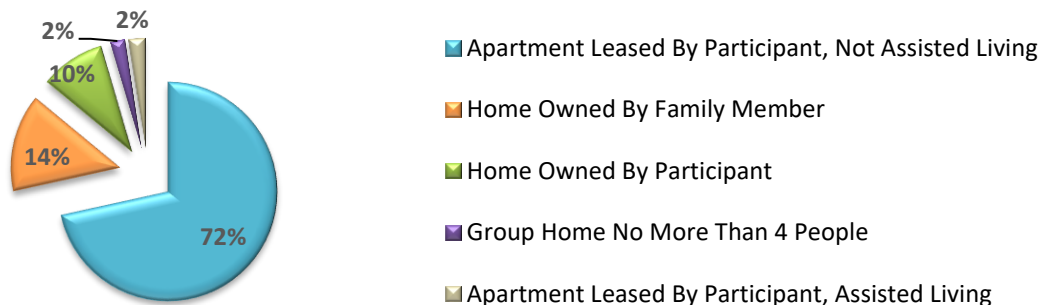 2% 2%
10%
14%
72%
Apartment Leased By Participant, Not Assisted Living
Home Owned By Family Member
Home Owned By Participant
Group Home No More Than 4 People
Apartment Leased By Participant, Assisted Living